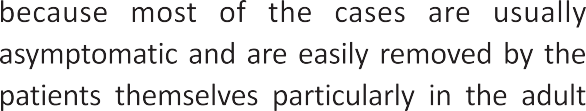 because most of the cases are usually
asymptomatic and are easily removed by the
patients themselves particularly in the adult